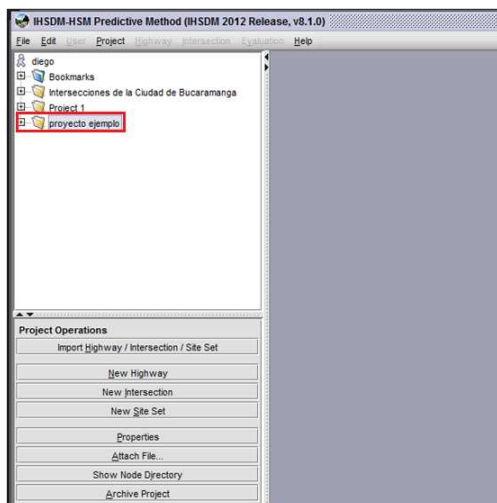 IHSDM-HSM Predictive Method (IHSDM 2012 Release, v8.1.0)
File Edit User Project Highway Intersection Evaluation Help
diego
Bookmarks
Intersecciones de la Ciudad de Bucaramanga
Project 1
proyecto ejemplo
Project Operations
Import Highway / Intersection / Site Set
New Highway
New Intersection
New Site Set
Properties
Attach File...
Show Node Directory
Archive Project